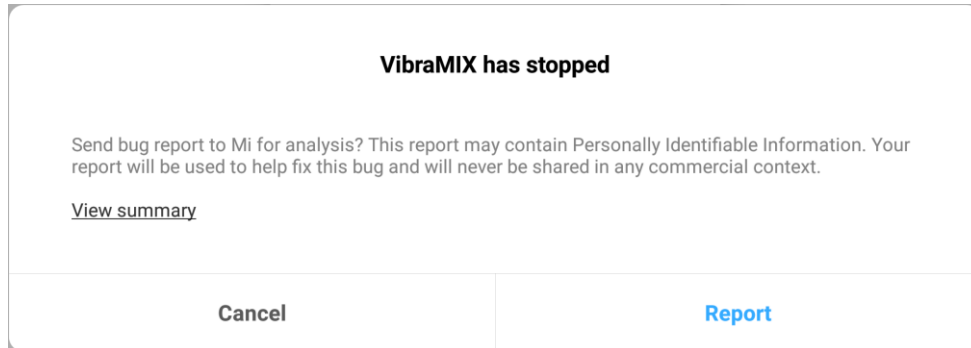 VibraMIX has stopped
Send bug report to Mi for analysis? This report may contain Personally Identifiable Information. Your
report will be used to help fix this bug and will never be shared in any commercial context.
View summary
Cancel
Report